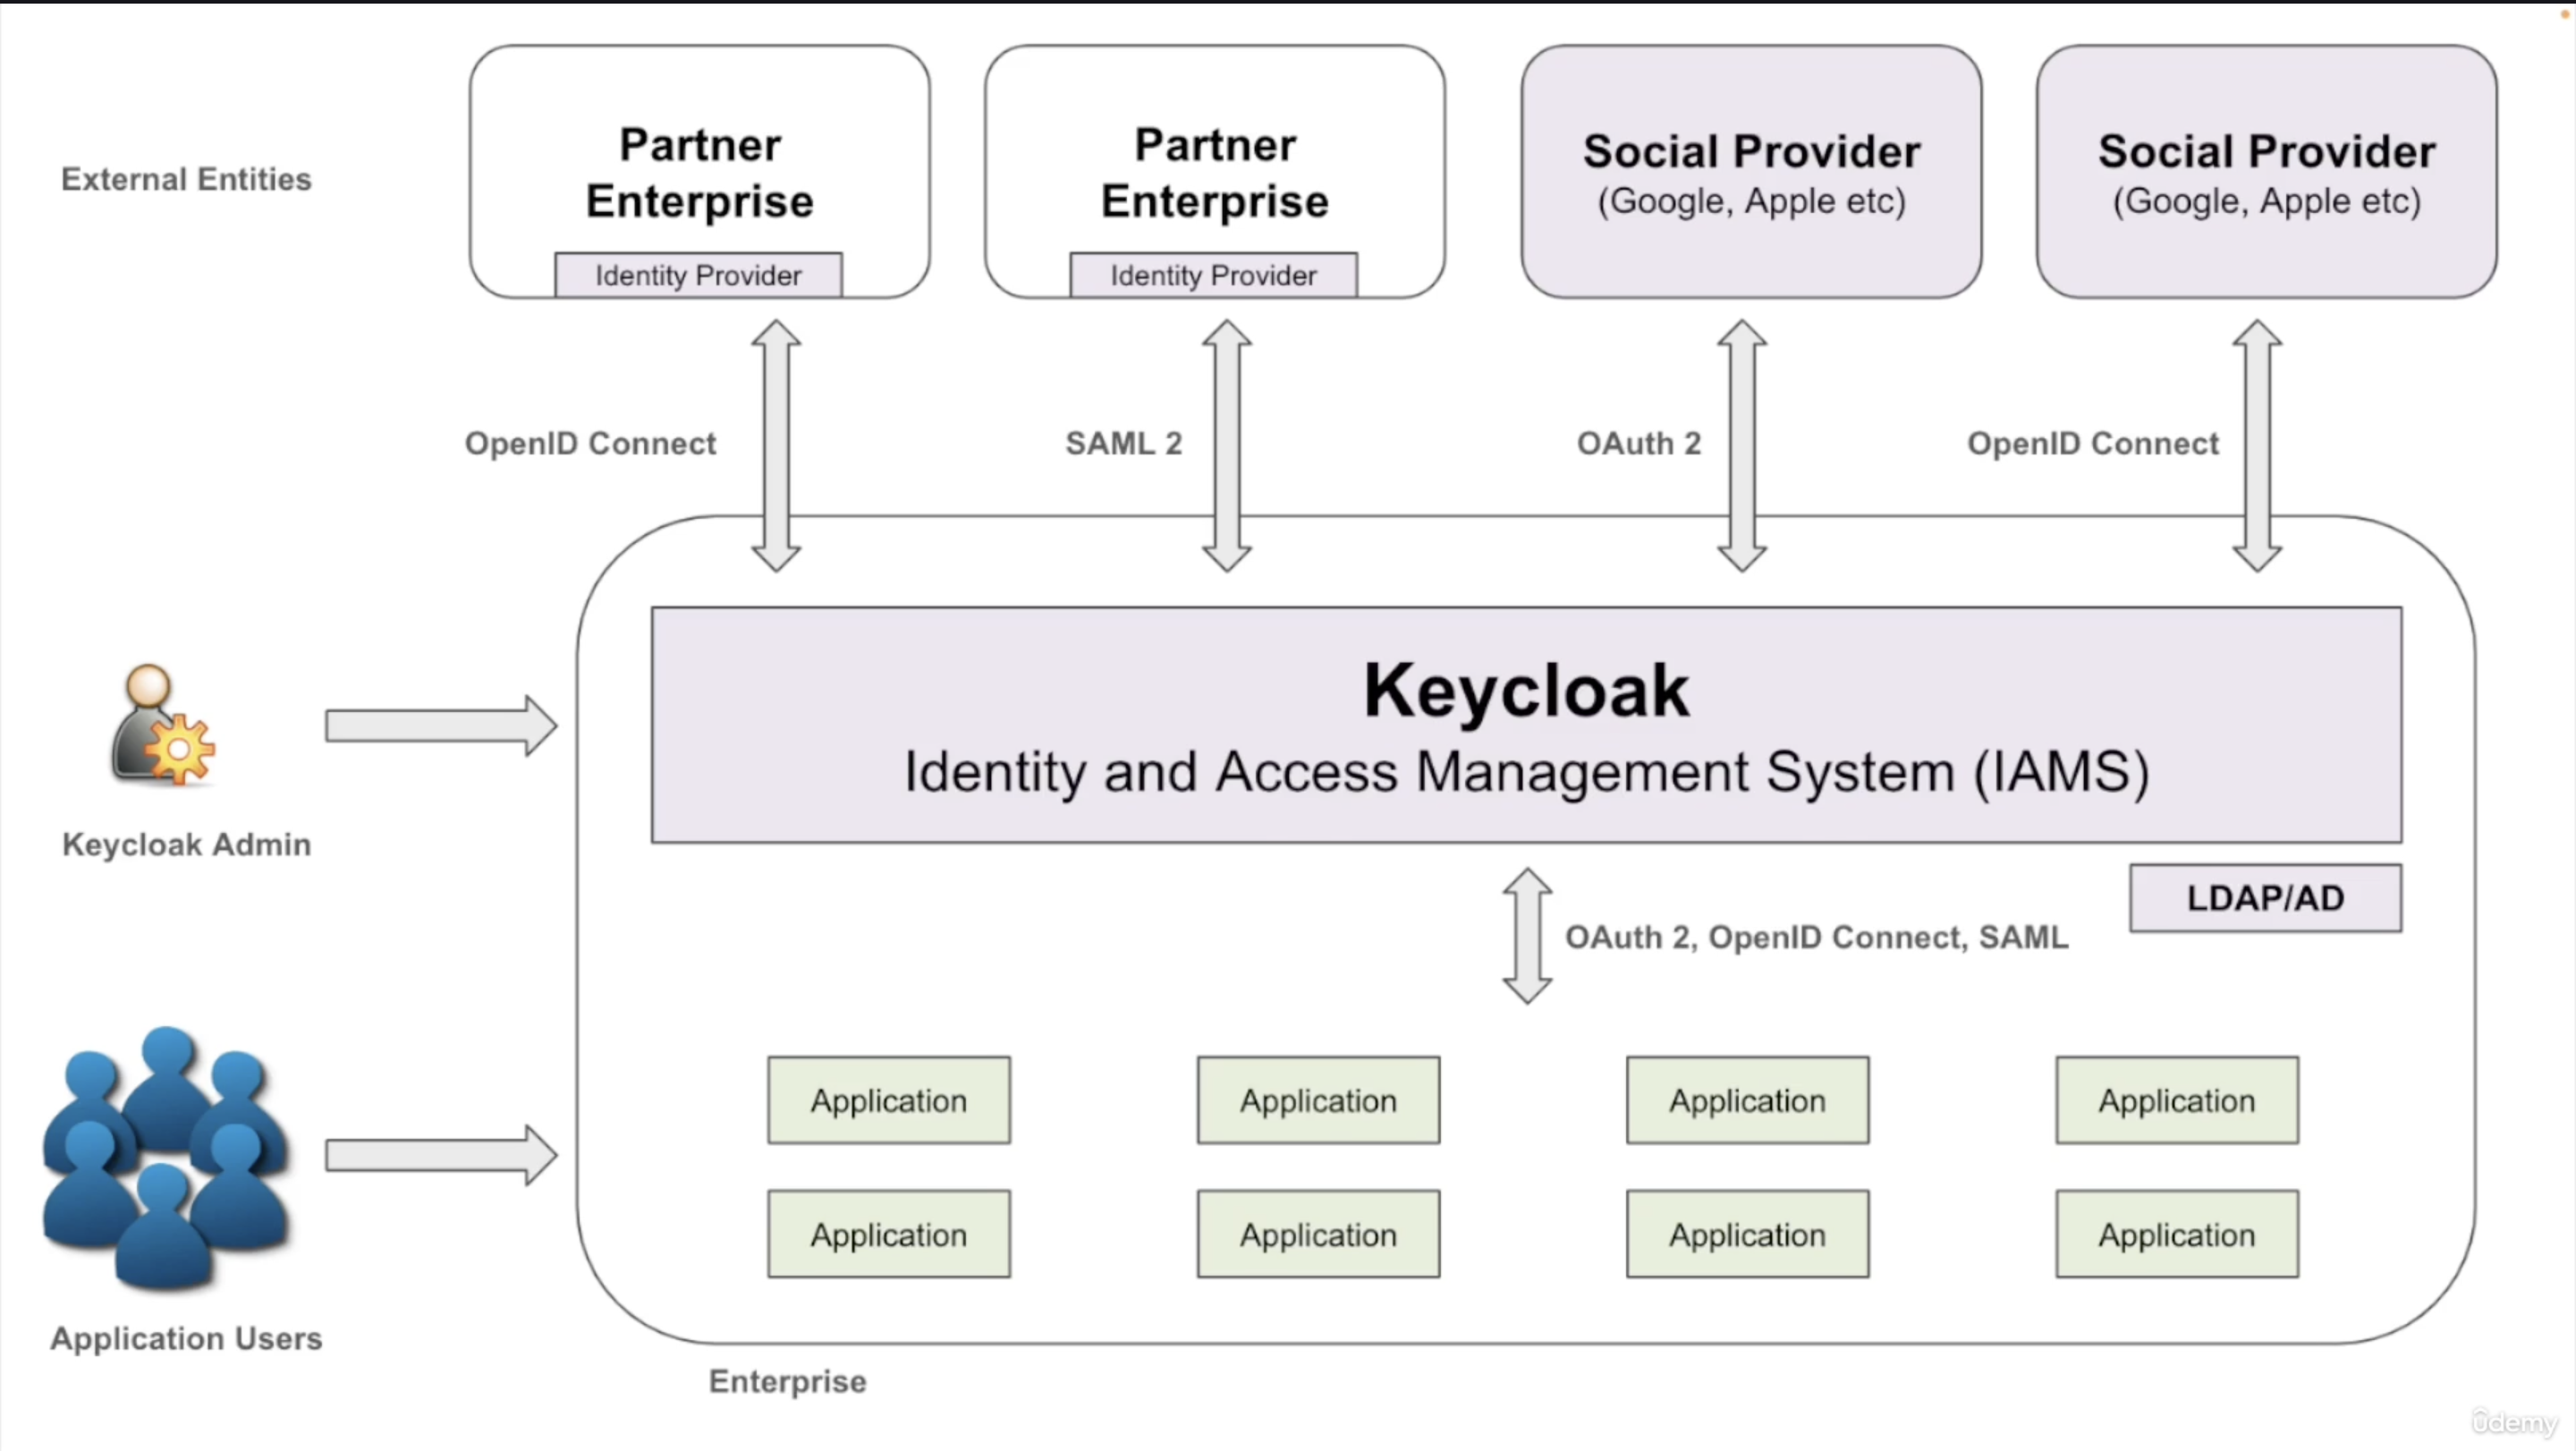 External Entities
Partner
Enterprise
Identity Provider
Partner
Enterprise
Identity Provider
Social Provider
(Google, Apple etc)
Social Provider
(Google, Apple etc)
OpenID Connect
SAML 2
OAuth 2
OpenID Connect
Keycloak
Identity and Access Management System (IAMS)
Keycloak Admin
LDAP/AD
OAuth 2, OpenID Connect, SAML
Application
Application
Application
Application
Application
Application
Application
Application
Application Users
Enterprise
ûdemy